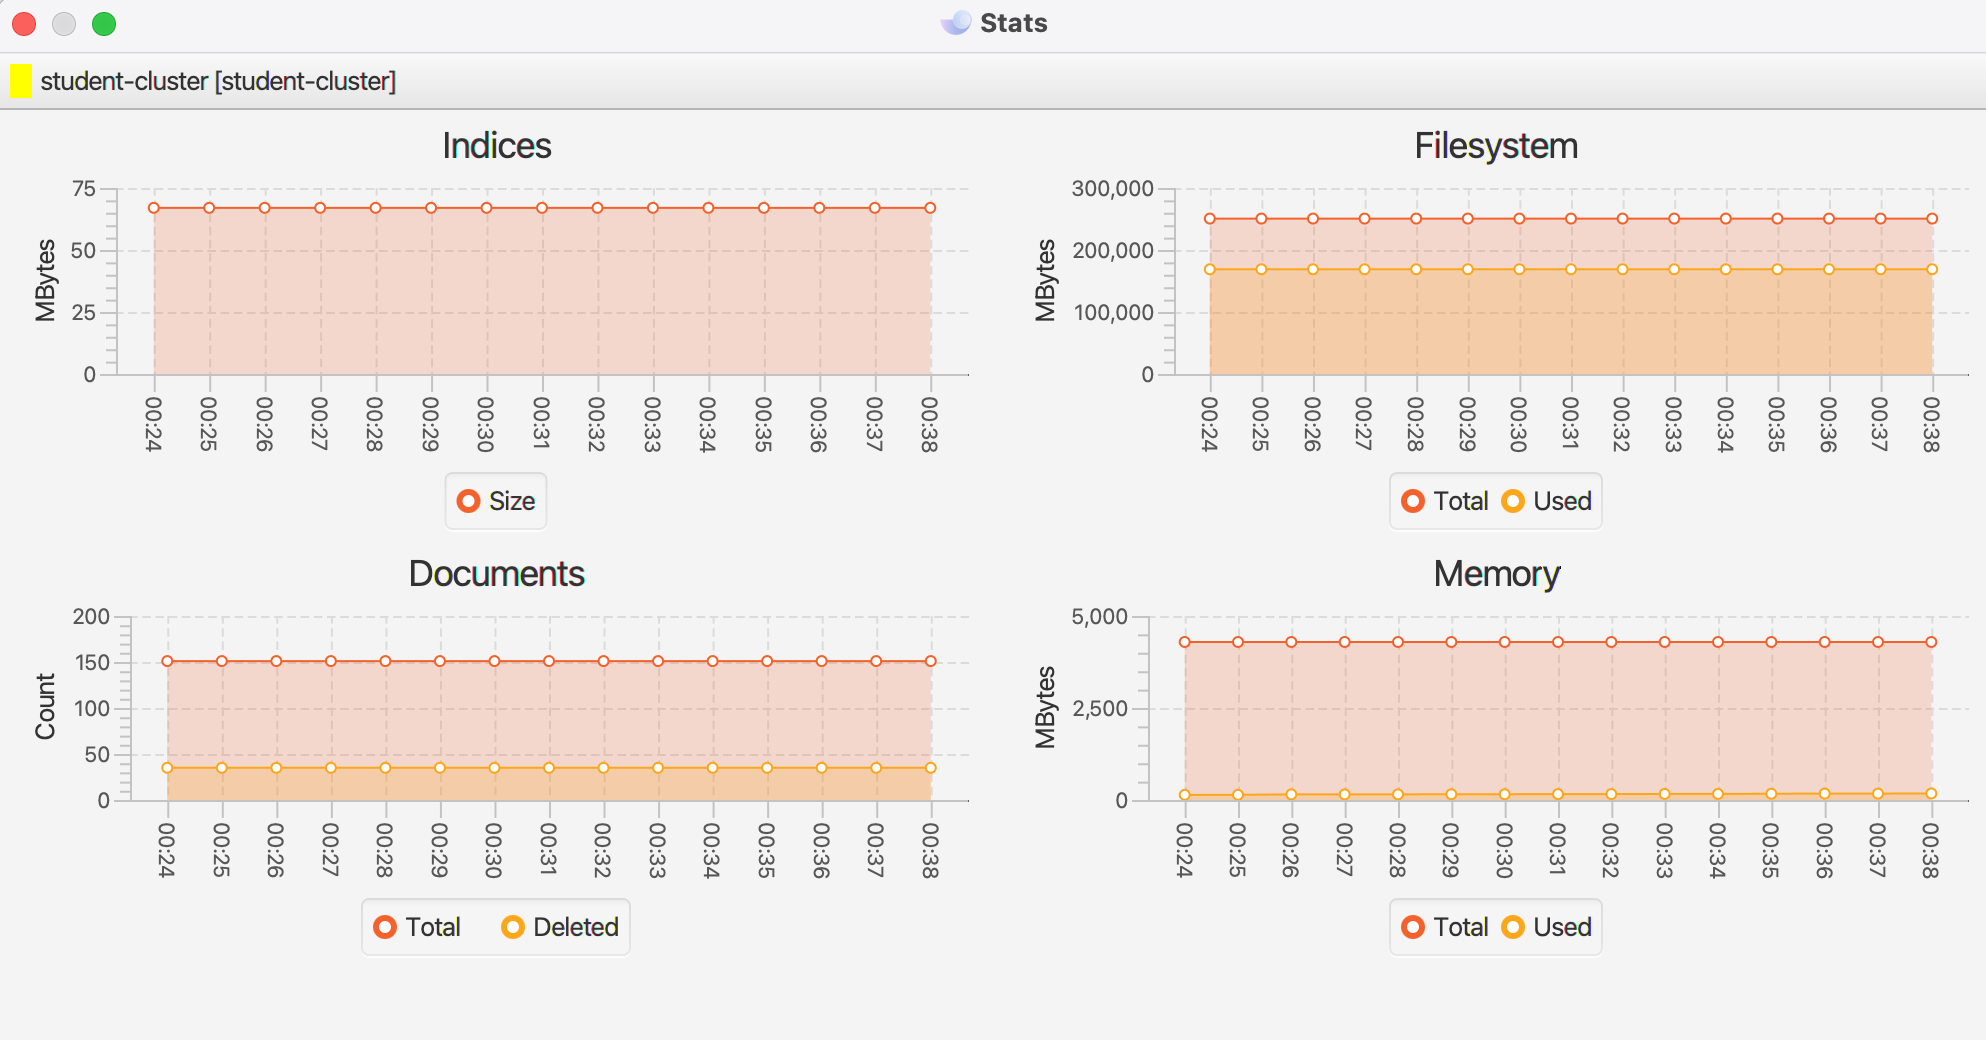 Stats
student-cluster [student-cluster]
Indices
MBytes
75
50
25
0
00:24 00:25 00:26 00:27 00:28 00:29 00:30 00:31 00:32 00:33 00:34 00:35 00:36 00:37 00:38
Size
Filesystem
MBytes
300,000
200,000
100,000
0
00:24 00:25 00:26 00:27 00:28 00:29 00:30 00:31 00:32 00:33 00:34 00:35 00:36 00:37 00:38
Total Used
Documents
Count
200
150
100
50
0
00:24 00:25 00:26 00:27 00:28 00:29 00:30 00:31 00:32 00:33 00:34 00:35 00:36 00:37 00:38
Total Deleted
Memory
MBytes
5,000
2,500
0
00:24 00:25 00:26 00:27 00:28 00:29 00:30 00:31 00:32 00:33 00:34 00:35 00:36 00:37 00:38
Total Used